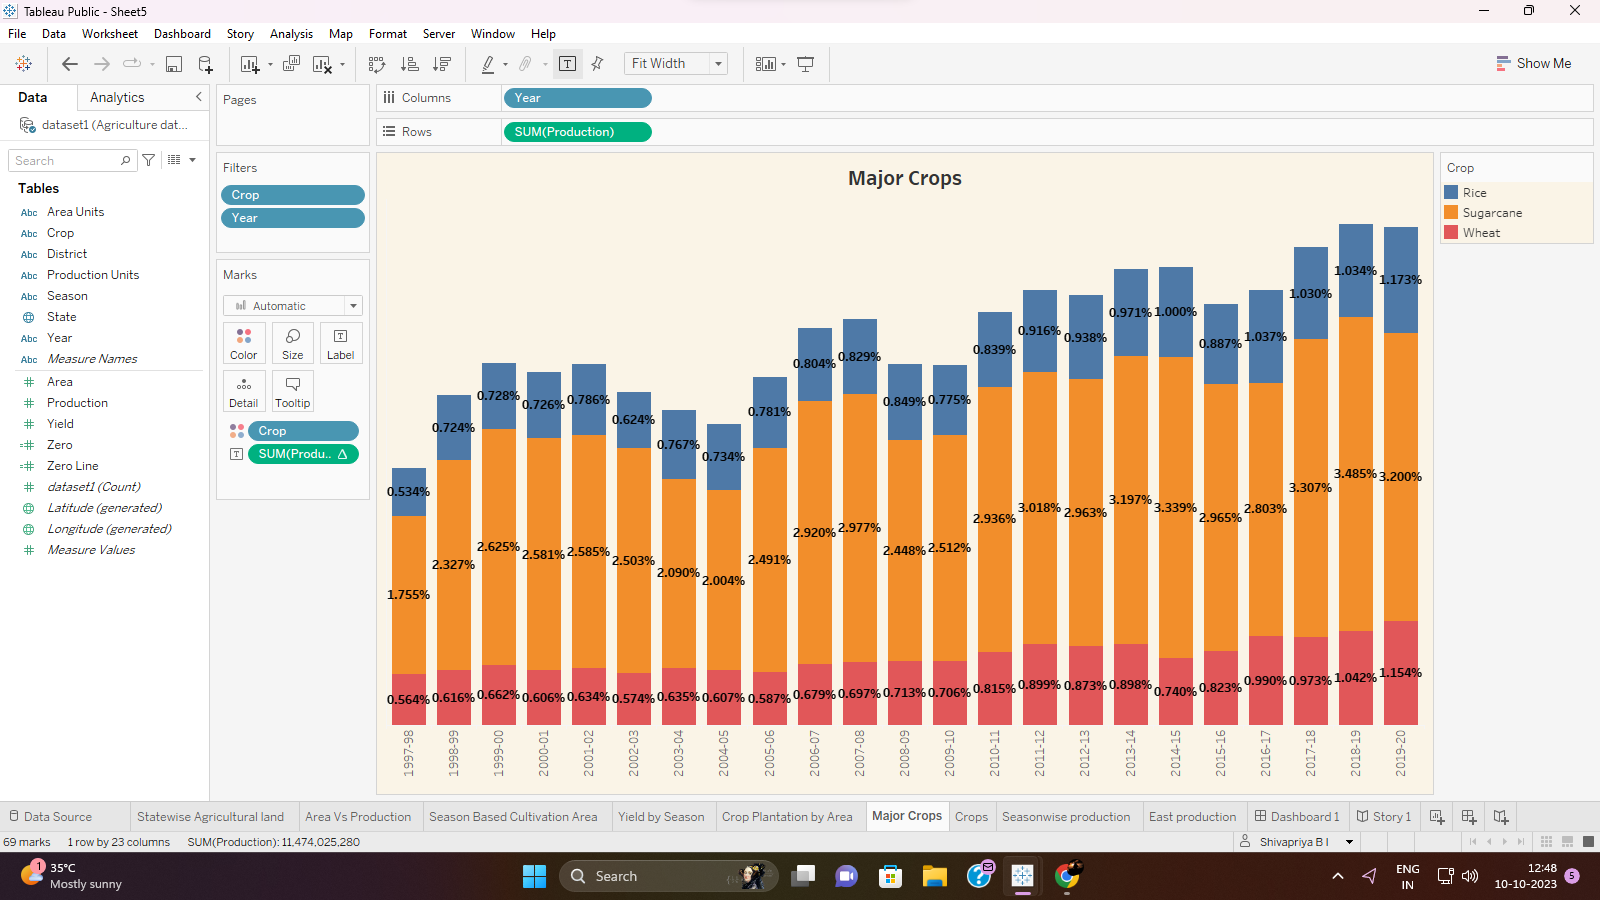 Tableau Public - Sheet5
File Data Worksheet Dashboard Story Analysis Map Format Server Window Help
Fit Width
Show Me
Data Analytics
dataset1 (Agriculture dat...
Search
Tables
Abc Area Units
Abc Crop
Abc District
Abc Production Units
Abc Season
State
Abc Year
Abc Measure Names
Area
Production
Yield
Zero
Zero Line
dataset1 (Count)
Latitude (generated)
Longitude (generated)
Measure Values
Pages
Filters
Crop
Year
Marks
Automatic
Color Size Label
Detail Tooltip
Crop
SUM(Produ.. Δ
Columns Year
Rows SUM(Production)
Major Crops
0.534% 0.724% 0.728% 0.726% 0.786% 0.624% 0.767% 0.734% 0.781% 0.804% 0.829% 0.849% 0.775% 0.839% 0.916% 0.938% 0.971% 1.000% 0.887% 1.037% 1.030% 1.034% 1.173%
1.755% 2.327% 2.625% 2.581% 2.585% 2.503% 2.090% 2.004% 2.491% 2.920% 2.977% 2.448% 2.512% 2.936% 3.018% 2.963% 3.197% 3.339% 2.965% 2.803% 3.307% 3.485% 3.200%
0.564% 0.616% 0.662% 0.606% 0.634% 0.574% 0.635% 0.607% 0.587% 0.679% 0.697% 0.713% 0.706% 0.815% 0.899% 0.873% 0.898% 0.740% 0.823% 0.990% 0.973% 1.042% 1.154%
1997-98 1998-99 1999-00 2000-01 2001-02 2002-03 2003-04 2004-05 2005-06 2006-07 2007-08 2008-09 2009-10 2010-11 2011-12 2012-13 2013-14 2014-15 2015-16 2016-17 2017-18 2018-19 2019-20
Crop
Rice
Sugarcane
Wheat
Data Source Statewise Agricultural land Area Vs Production Season Based Cultivation Area Yield by Season Crop Plantation by Area Major Crops Crops Seasonwise production East production Dashboard 1 Story 1
69 marks 1 row by 23 columns SUM(Production): 11,474,025,280 Shivapriya B I
1
35°C
Mostly sunny
Search
ENG
IN
12:48
10-10-2023
5